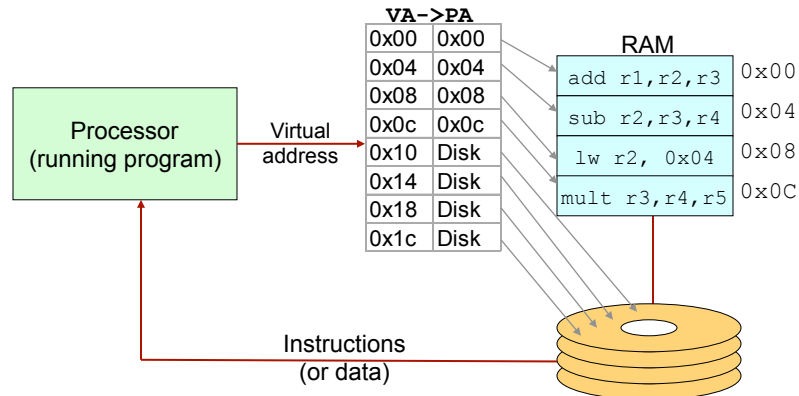 VA->PA
0x00 0x00
0x04 0x04
0x08 0x08
0x0c 0x0c
0x10 Disk
0x14 Disk
0x18 Disk
0x1c Disk
RAM
add r1,r2,r3 0x00
sub r2,r3,r4 0x04
lw r2, 0x04 0x08
mult r3,r4,r5 0x0C
Processor
(running program)
Virtual
address
Instructions
(or data)